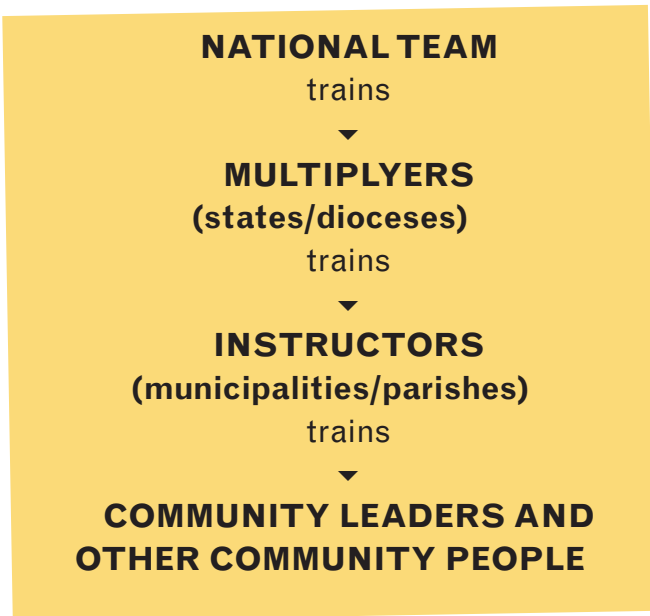 NATIONAL TEAM
trains
MULTIPLYERS
(states/dioceses)
trains
INSTRUCTORS
(municipalities/parishes)
trains
COMMUNITY LEADERS AND
OTHER COMMUNITY PEOPLE